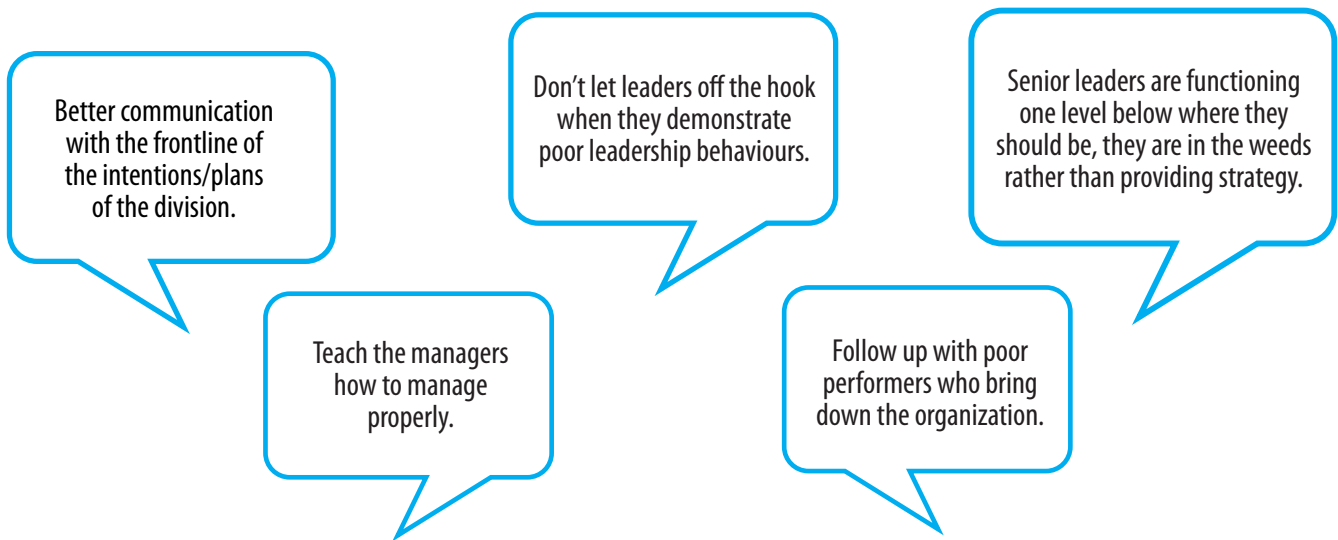 Better communication
with the frontline of
the intentions/plans
of the division.
Don’t let leaders off the hook
when they demonstrate
poor leadership behaviours.
Senior leaders are functioning
one level below where they
should be, they are in the weeds
rather than providing strategy.
Teach the managers
how to manage
properly.
Follow up with poor
performers who bring
down the organization.